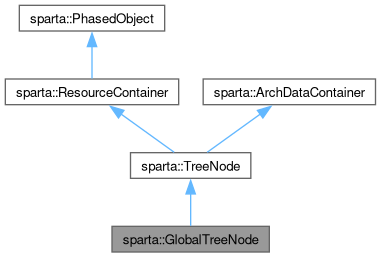 sparta::PhasedObject
sparta::ResourceContainer
sparta::ArchDataContainer
sparta::TreeNode
sparta::GlobalTreeNode